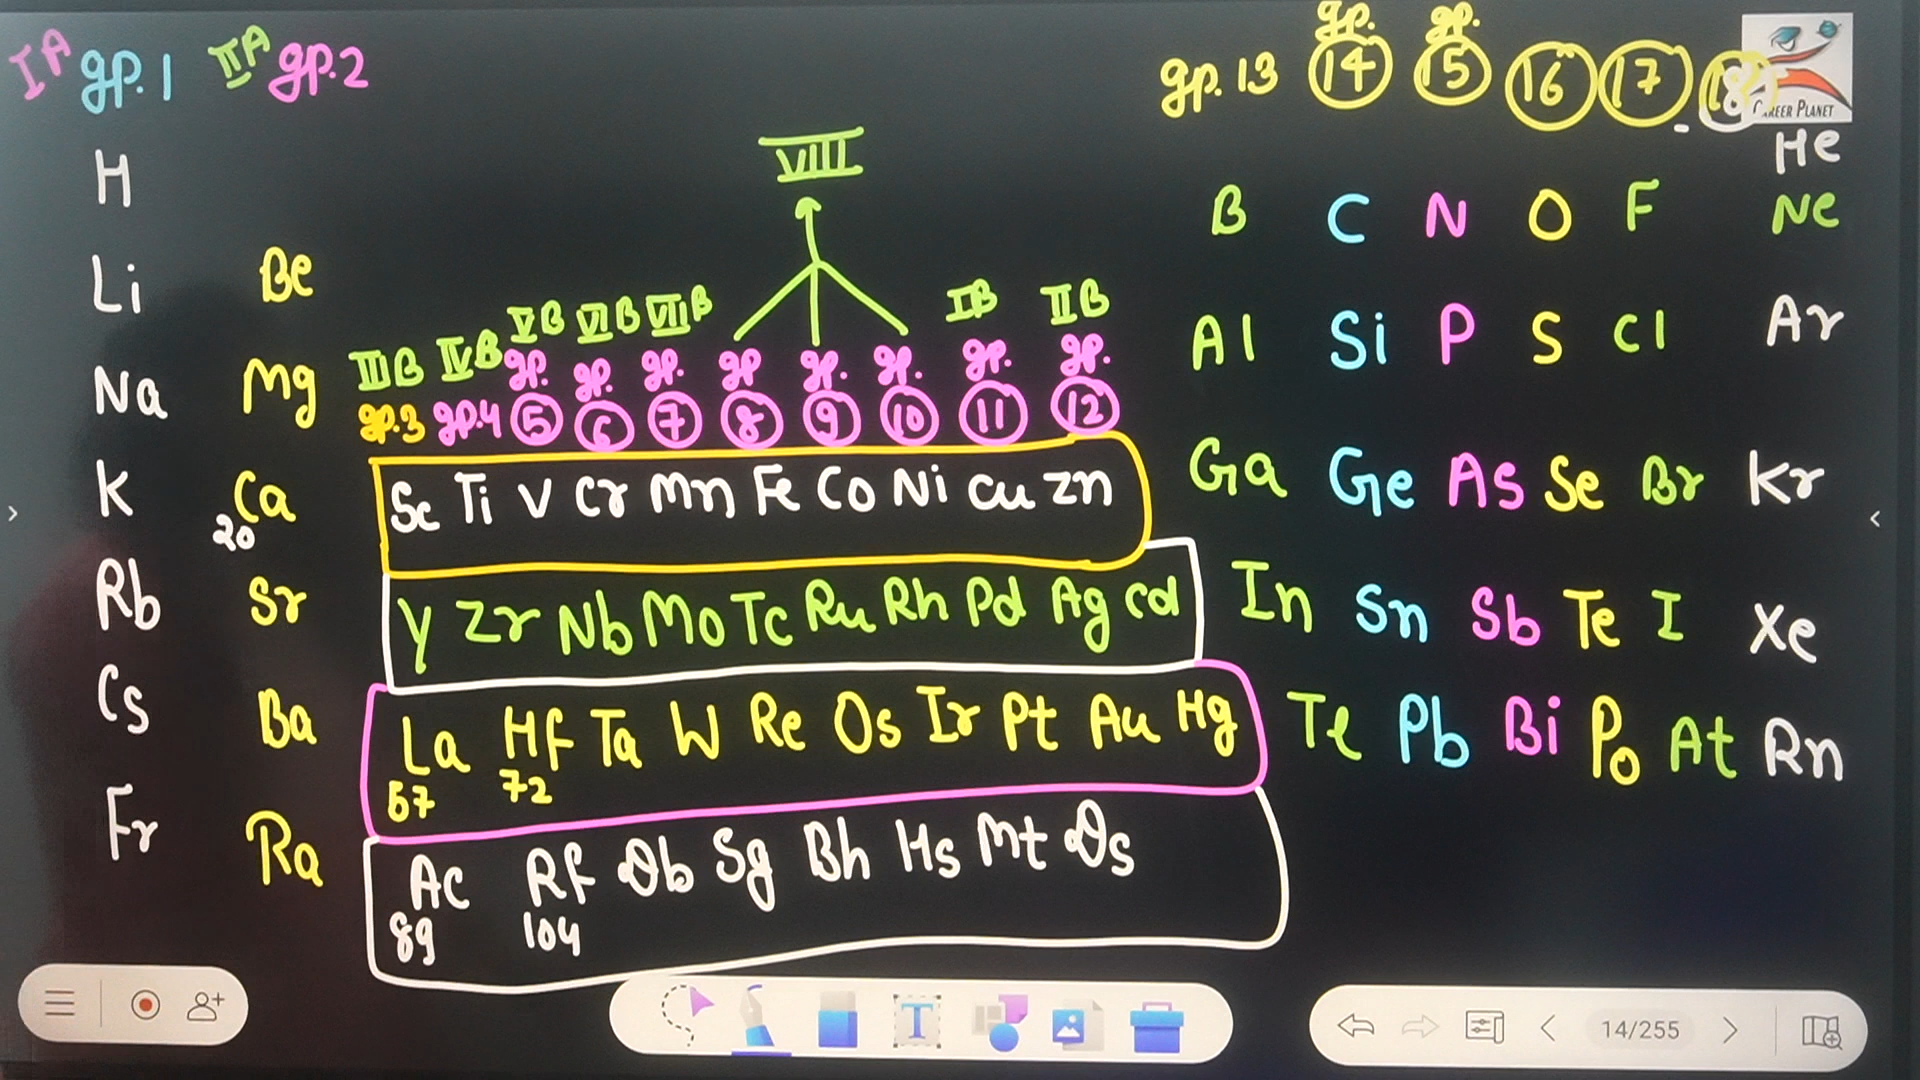 IA gp.1 IIA gp.2 gp.13 gp. 14 gp. 15 16 17 18
CAREER PLANET
H He
VIII
B C N O F Ne
Li Be
IIIB IVB VB VIB VIIB IB IIB
Al Si P S Cl Ar
Na Mg gp.3 gp.4 gp. 5 gp. 6 gp. 7 gp 8 gp. 9 gp. 10 gp. 11 gp. 12
K 20Ca Sc Ti V Cr Mn Fe Co Ni Cu Zn Ga Ge As Se Br Kr
Rb Sr Y Zr Nb Mo Tc Ru Rh Pd Ag Cd In Sn Sb Te I Xe
Cs Ba La Hf Ta W Re Os Ir Pt Au Hg Tl Pb Bi Po At Rn
57 72
Fr Ra Ac Rf Db Sg Bh Hs Mt Ds
89 104
T
14/255